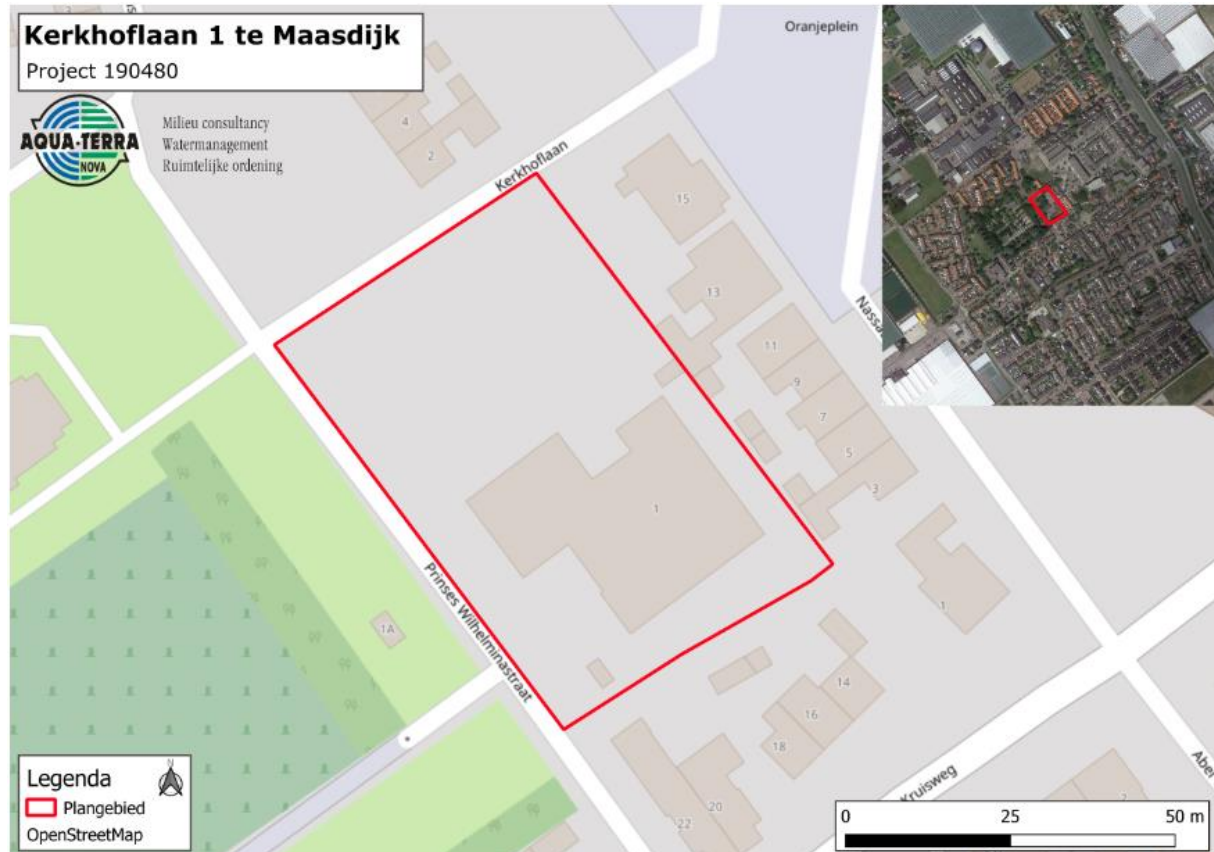 Kerkhoflaan 1 te Maasdijk
Project 190480
AQUA-TERRA
NOVA
Milieu consultancy
Watermanagement
Ruimtelijke ordening
Oranjeplein
4
2
Kerkhoflaan
15
13
11
9
7
5
3
1
1
1A
Prinses Wilhelminastraat
14
16
18
20
22
2
Kruisweg
Legenda
N
Plangebied
OpenStreetMap
0 25 50 m